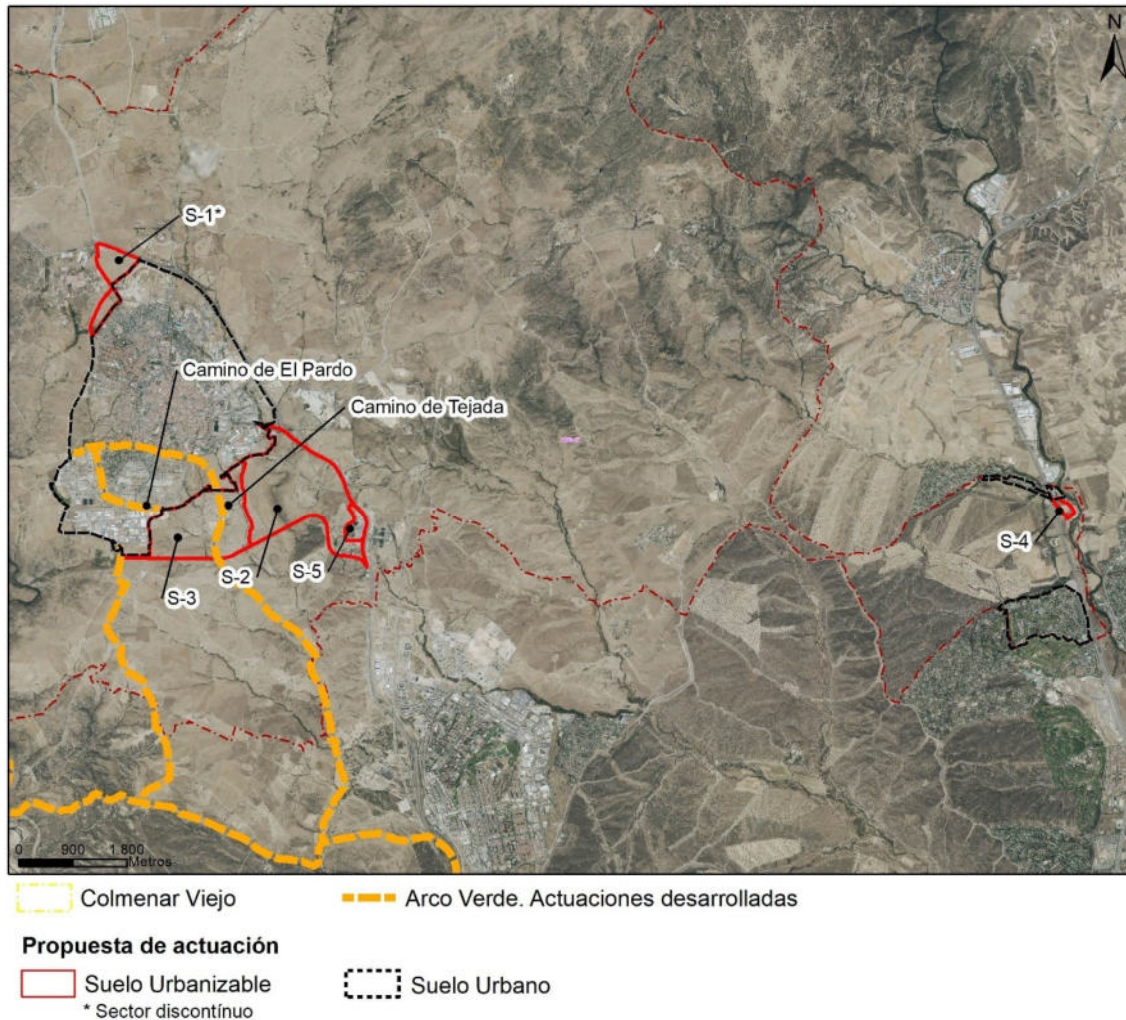 N
S-1*
Camino de El Pardo
Camino de Tejada
S-4
S-2
S-5
S-3
0 900 1.800
Metros
Colmenar Viejo
Arco Verde. Actuaciones desarrolladas
Propuesta de actuación
Suelo Urbanizable
Suelo Urbano
* Sector discontínuo